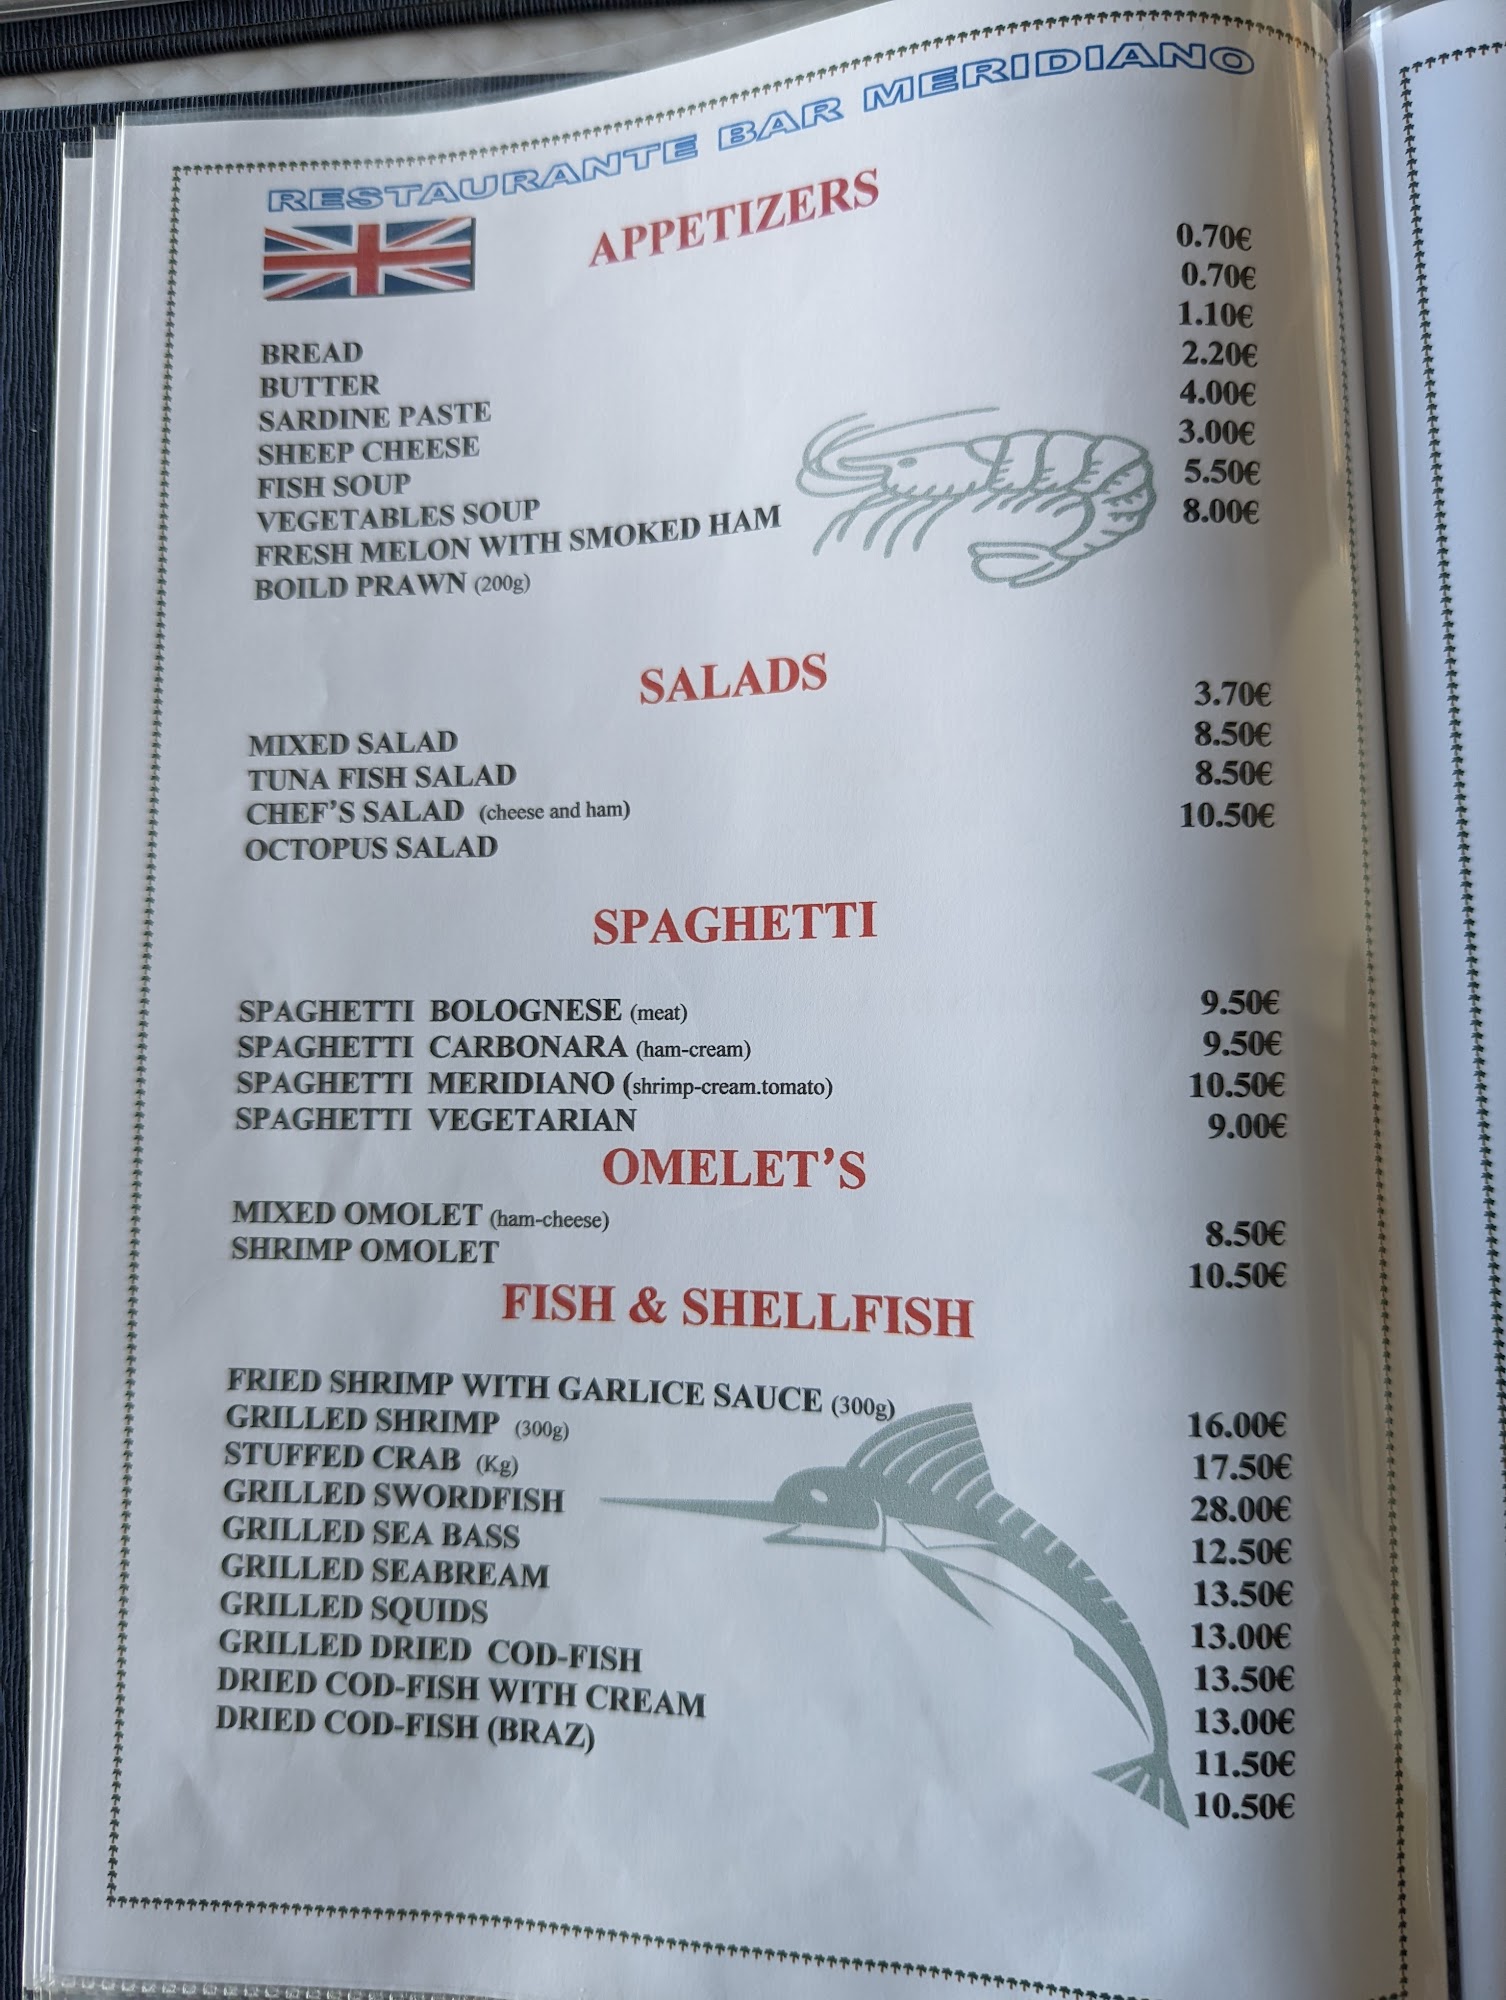 RESTAURANTE BAR MERIDIANO
APPETIZERS
BREAD 0.70€
BUTTER 0.70€
SARDINE PASTE 1.10€
SHEEP CHEESE 2.20€
FISH SOUP 4.00€
VEGETABLES SOUP 3.00€
FRESH MELON WITH SMOKED HAM 5.50€
BOILD PRAWN (200g) 8.00€
SALADS
MIXED SALAD 3.70€
TUNA FISH SALAD 8.50€
CHEF'S SALAD (cheese and ham) 8.50€
OCTOPUS SALAD 10.50€
SPAGHETTI
SPAGHETTI BOLOGNESE (meat) 9.50€
SPAGHETTI CARBONARA (ham-cream) 9.50€
SPAGHETTI MERIDIANO (shrimp-cream.tomato) 10.50€
SPAGHETTI VEGETARIAN 9.00€
OMELET'S
MIXED OMOLET (ham-cheese) 8.50€
SHRIMP OMOLET 10.50€
FISH & SHELLFISH
FRIED SHRIMP WITH GARLICE SAUCE (300g) 16.00€
GRILLED SHRIMP (300g) 17.50€
STUFFED CRAB (Kg) 28.00€
GRILLED SWORDFISH 12.50€
GRILLED SEA BASS 13.50€
GRILLED SEABREAM 13.00€
GRILLED SQUIDS 13.50€
GRILLED DRIED COD-FISH 13.00€
DRIED COD-FISH WITH CREAM 11.50€
DRIED COD-FISH (BRAZ) 10.50€